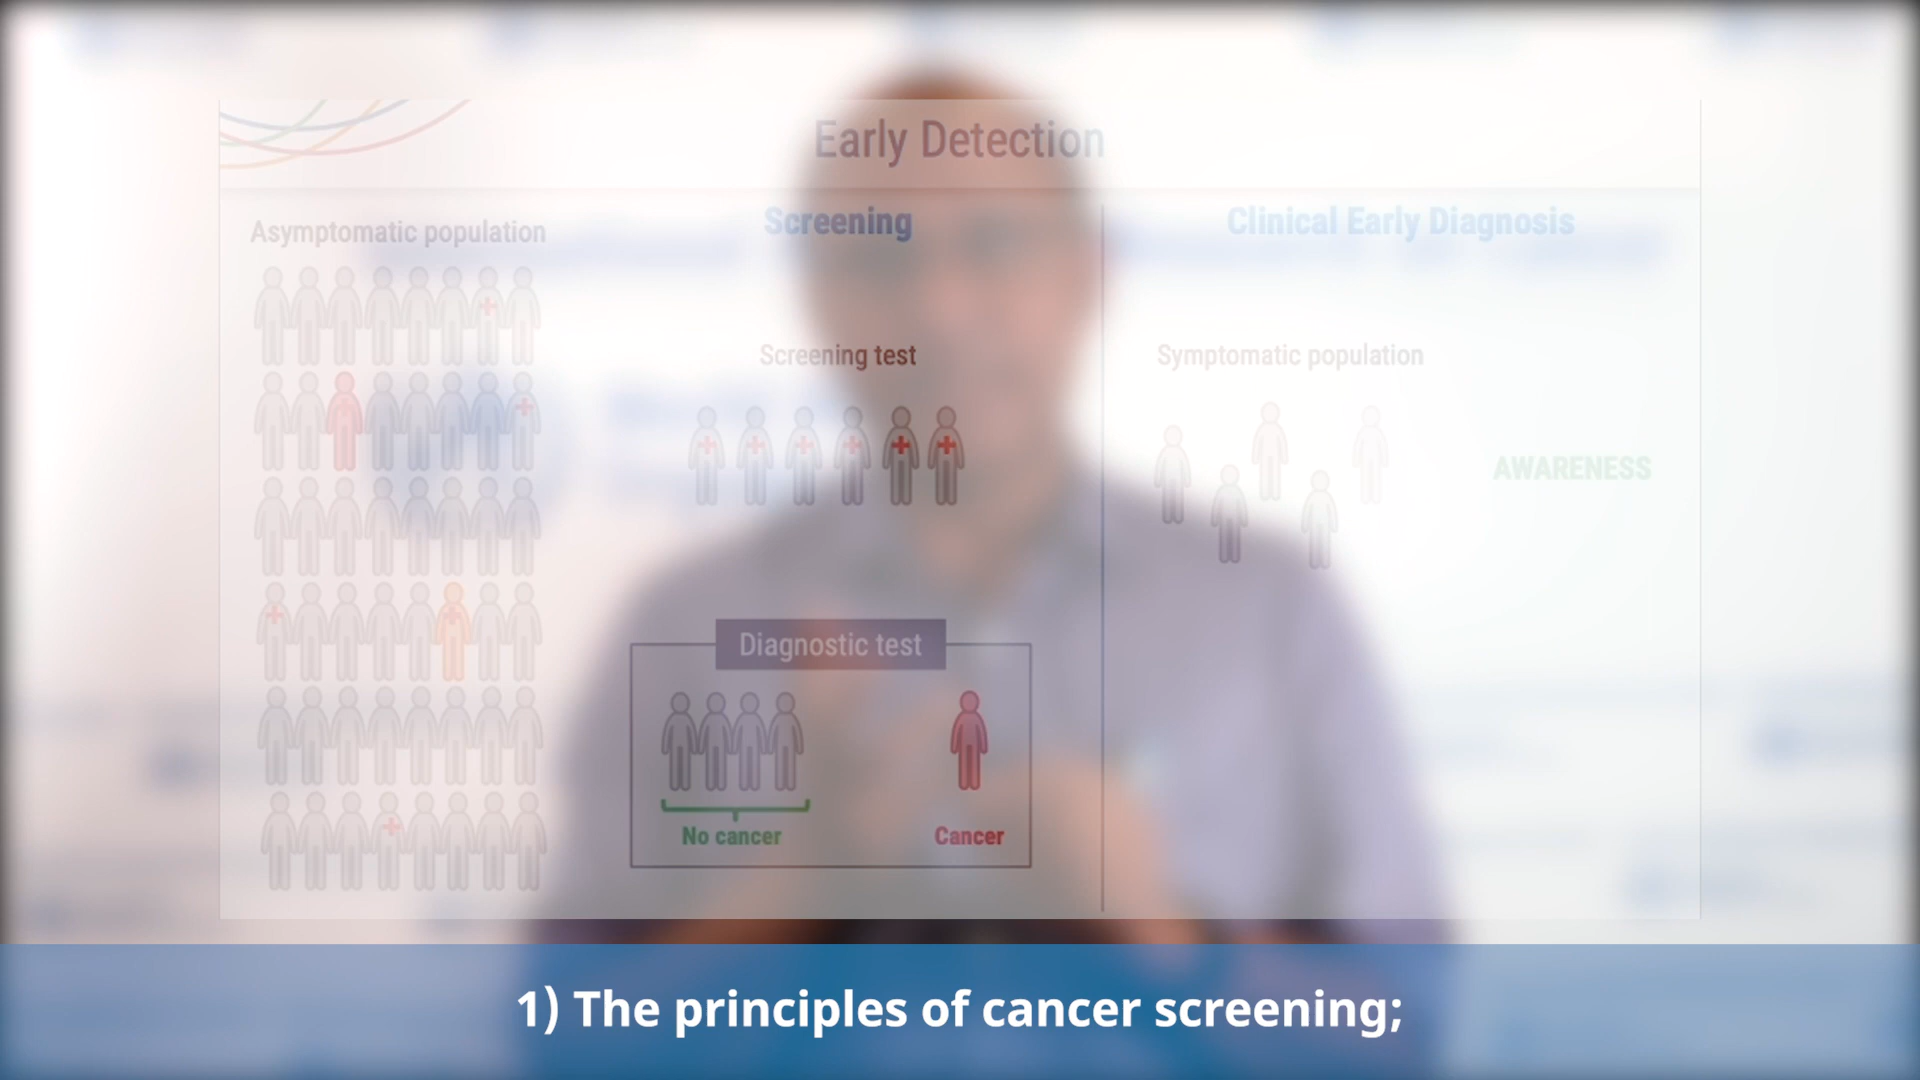 Early Detection
Asymptomatic population
Screening
Clinical Early Diagnosis
Screening test
Symptomatic population
AWARENESS
Diagnostic test
No cancer
Cancer
1) The principles of cancer screening;